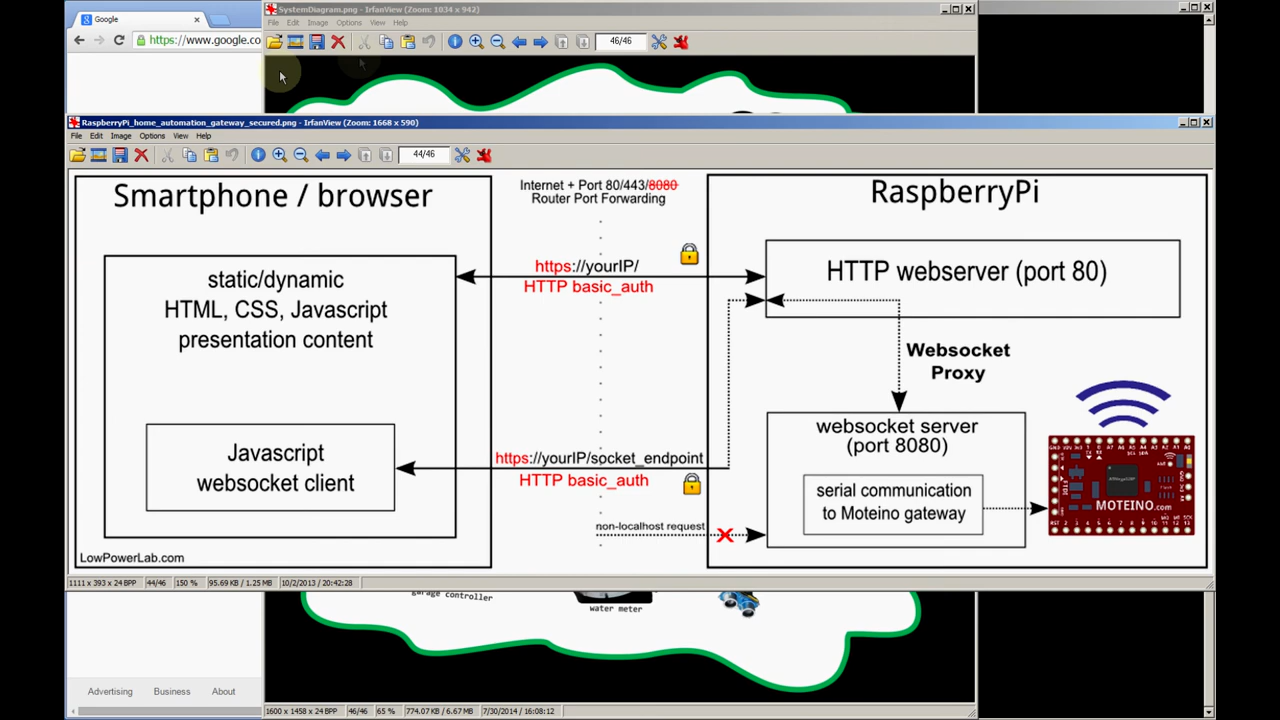 SystemDiagram.png - IrfanView (Zoom: 1034 x 942)
Google
File Edit Image Options View Help
https://www.google.co
46/46
RaspberryPi_home_automation_gateway_secured.png - IrfanView (Zoom: 1668 x 590)
File Edit Image Options View Help
44/46
Smartphone / browser
Internet + Port 80/443/8080
Router Port Forwarding
RaspberryPi
https://yourIP/
HTTP basic_auth
HTTP webserver (port 80)
static/dynamic
HTML, CSS, Javascript
presentation content
Websocket
Proxy
websocket server
(port 8080)
Javascript
websocket client
https://yourIP/socket_endpoint
HTTP basic_auth
serial communication
to Moteino gateway
MOTEINO.com
non-localhost request
LowPowerLab.com
1111 x 393 x 24 BPP 44/46 150 % 95.69 KB / 1.25 MB 10/2/2013 / 20:42:28
garage controller
water meter
Advertising Business About
1600 x 1458 x 24 BPP 46/46 65 % 774.07 KB / 6.67 MB 7/30/2014 / 16:08:12